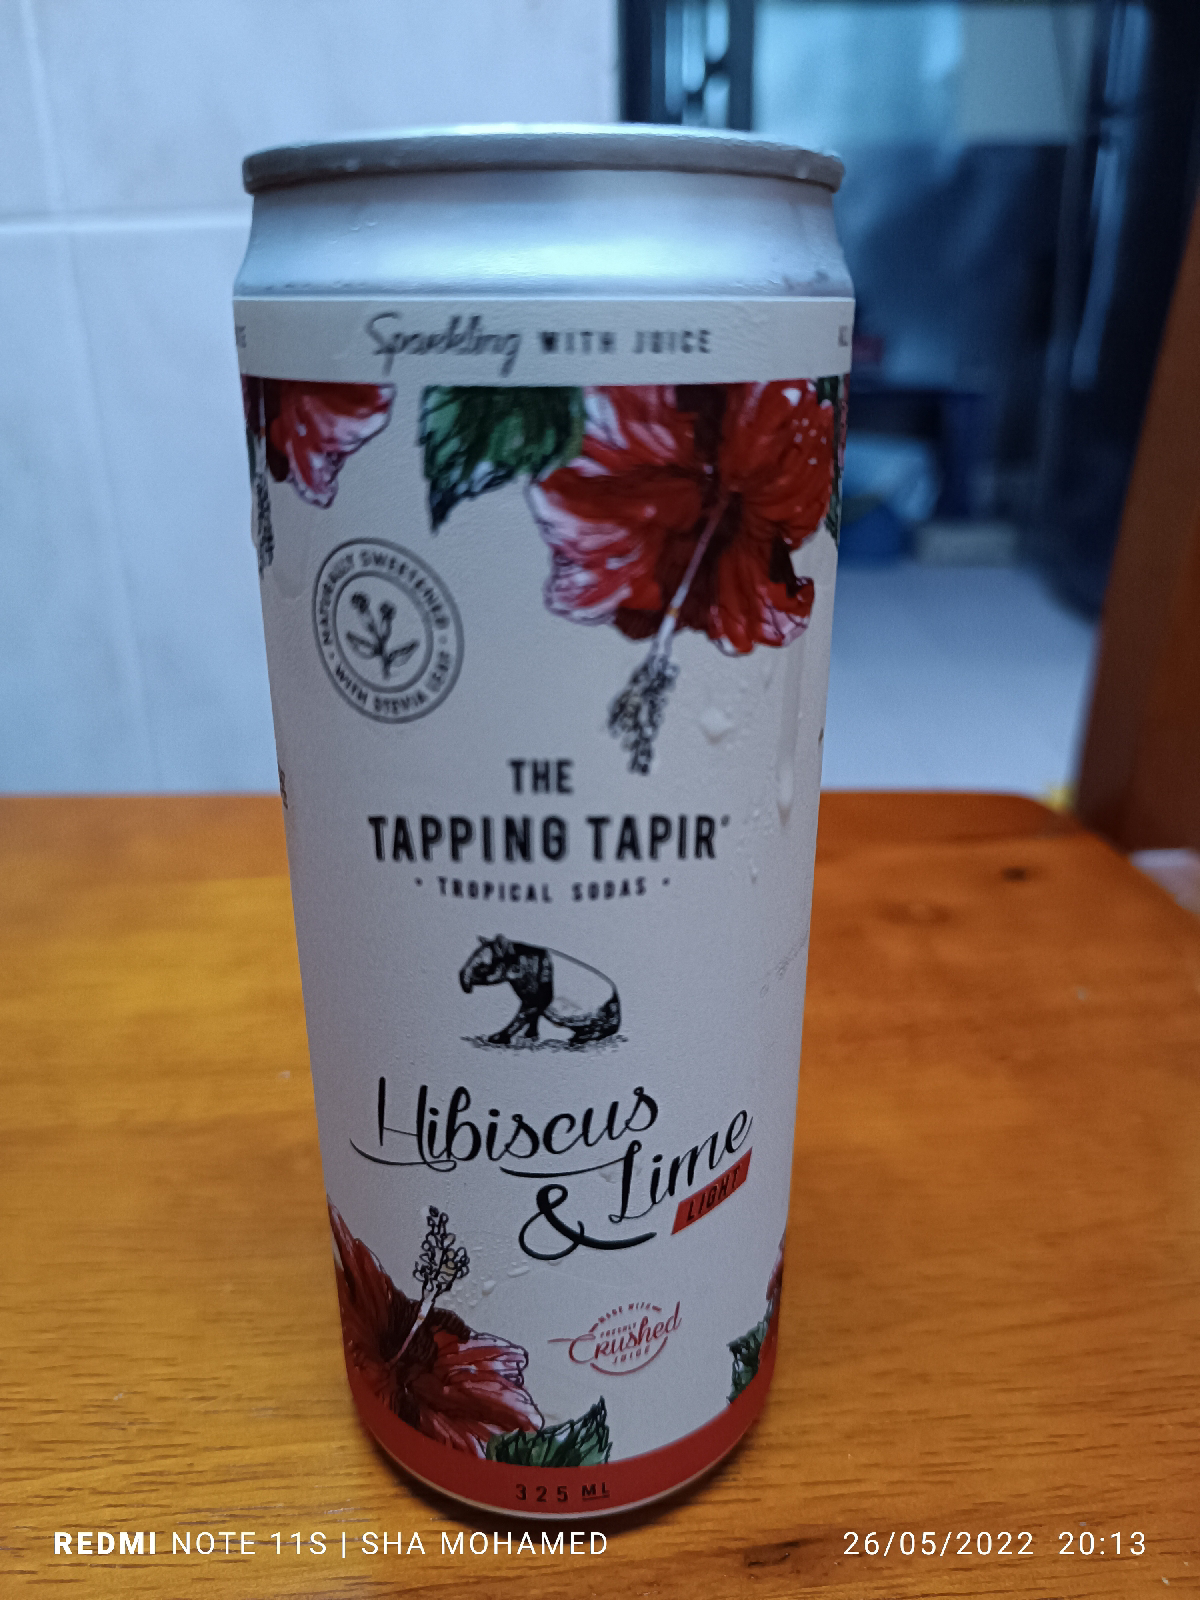 Sparkling WITH JUICE
NATURALLY SWEETENED
WITH STEVIA LEAF
THE
TAPPING TAPIR
• TROPICAL SODAS •
Hibiscus
& Lime
LIGHT
MADE WITH
FRESHLY
Crushed
JUICE
325 ML
REDMI NOTE 11S | SHA MOHAMED
26/05/2022 20:13